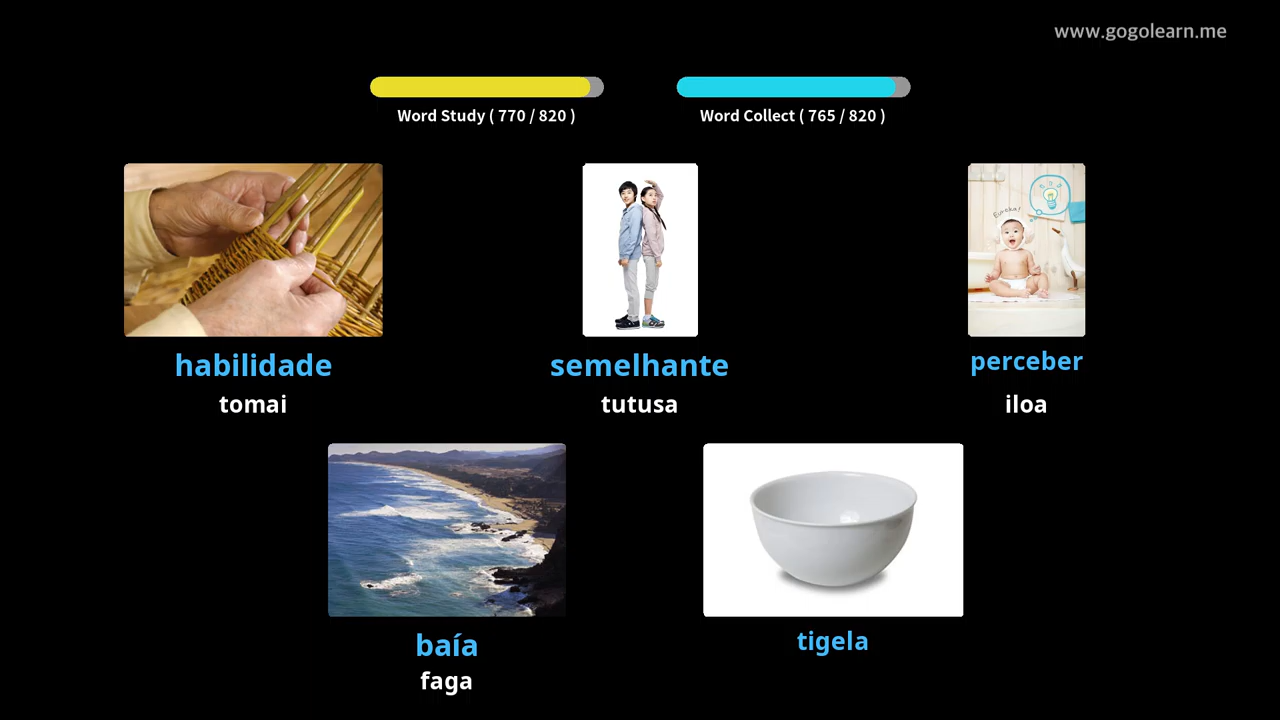 www.gogolearn.me
Word Study ( 770 / 820 )
Word Collect ( 765 / 820 )
Eureka!
habilidade
semelhante
perceber
tomai
tutusa
iloa
baía
tigela
faga